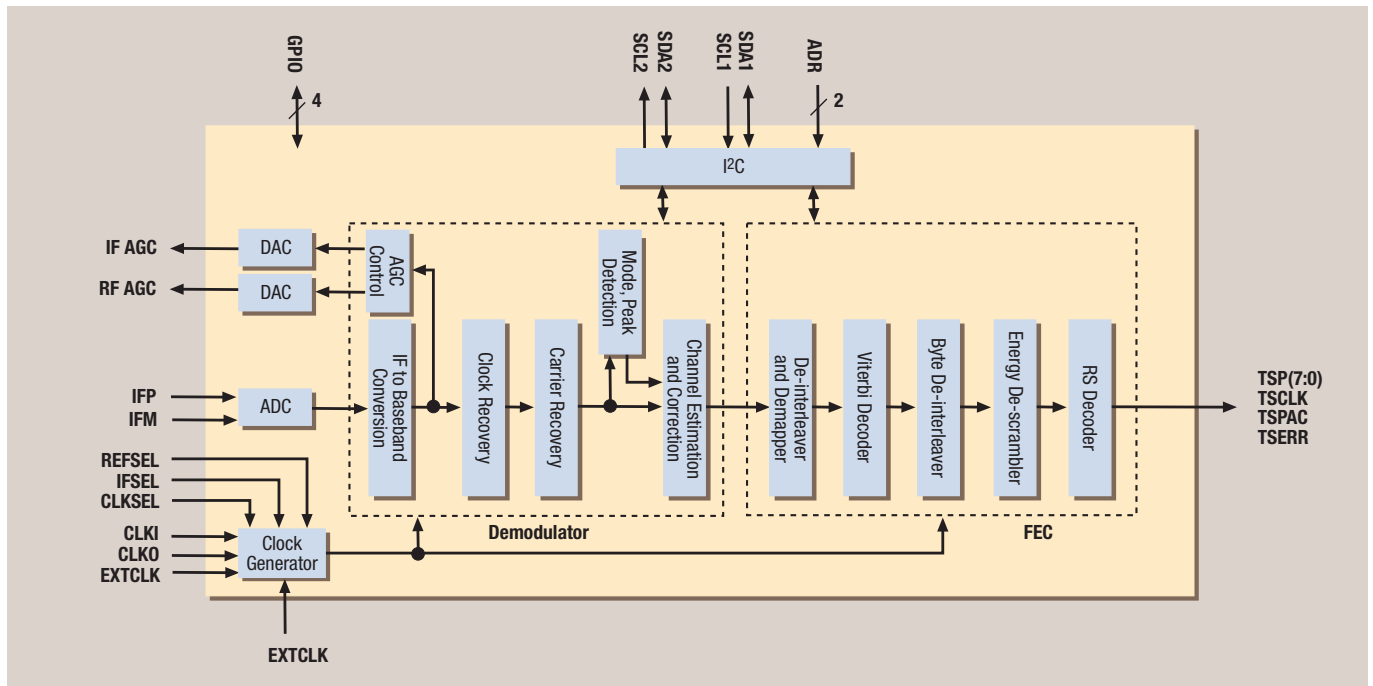 GPIO
4
SCL2
SDA2
SCL1
SDA1
ADR
2
I²C
IF AGC
DAC
AGC
Control
RF AGC
DAC
Mode, Peak
Detection
IF to Baseband
Conversion
Clock Recovery
Carrier Recovery
Channel Estimation
and Correction
De-interleaver
and Demapper
Viterbi Decoder
Byte De-interleaver
Energy De-scrambler
RS Decoder
IFP
IFM
ADC
TSP(7:0)
TSCLK
TSPAC
TSERR
REFSEL
IFSEL
CLKSEL
CLKI
CLKO
EXTCLK
Clock
Generator
Demodulator
FEC
EXTCLK